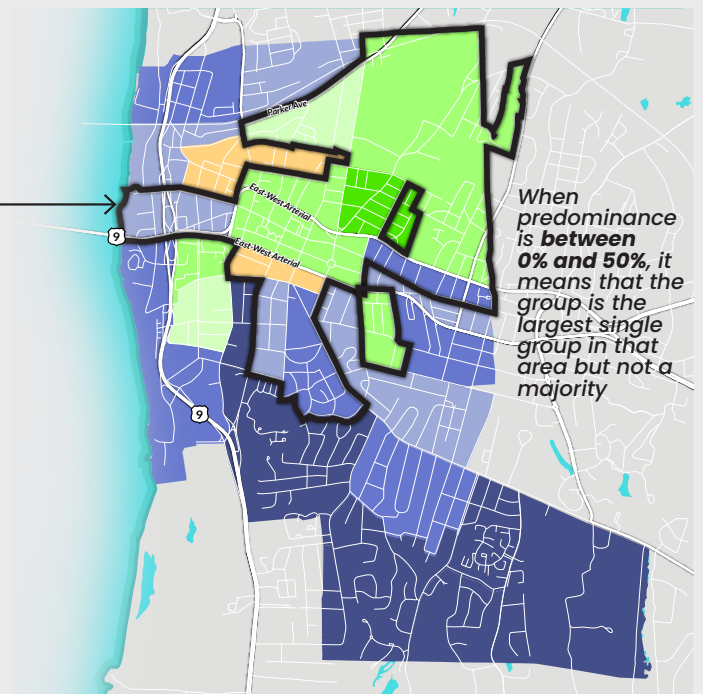 Parker Ave
East-West Arterial
9
East-West Arterial
When
predominance
is between
0% and 50%, it
means that the
group is the
largest single
group in that
area but not a
majority
9